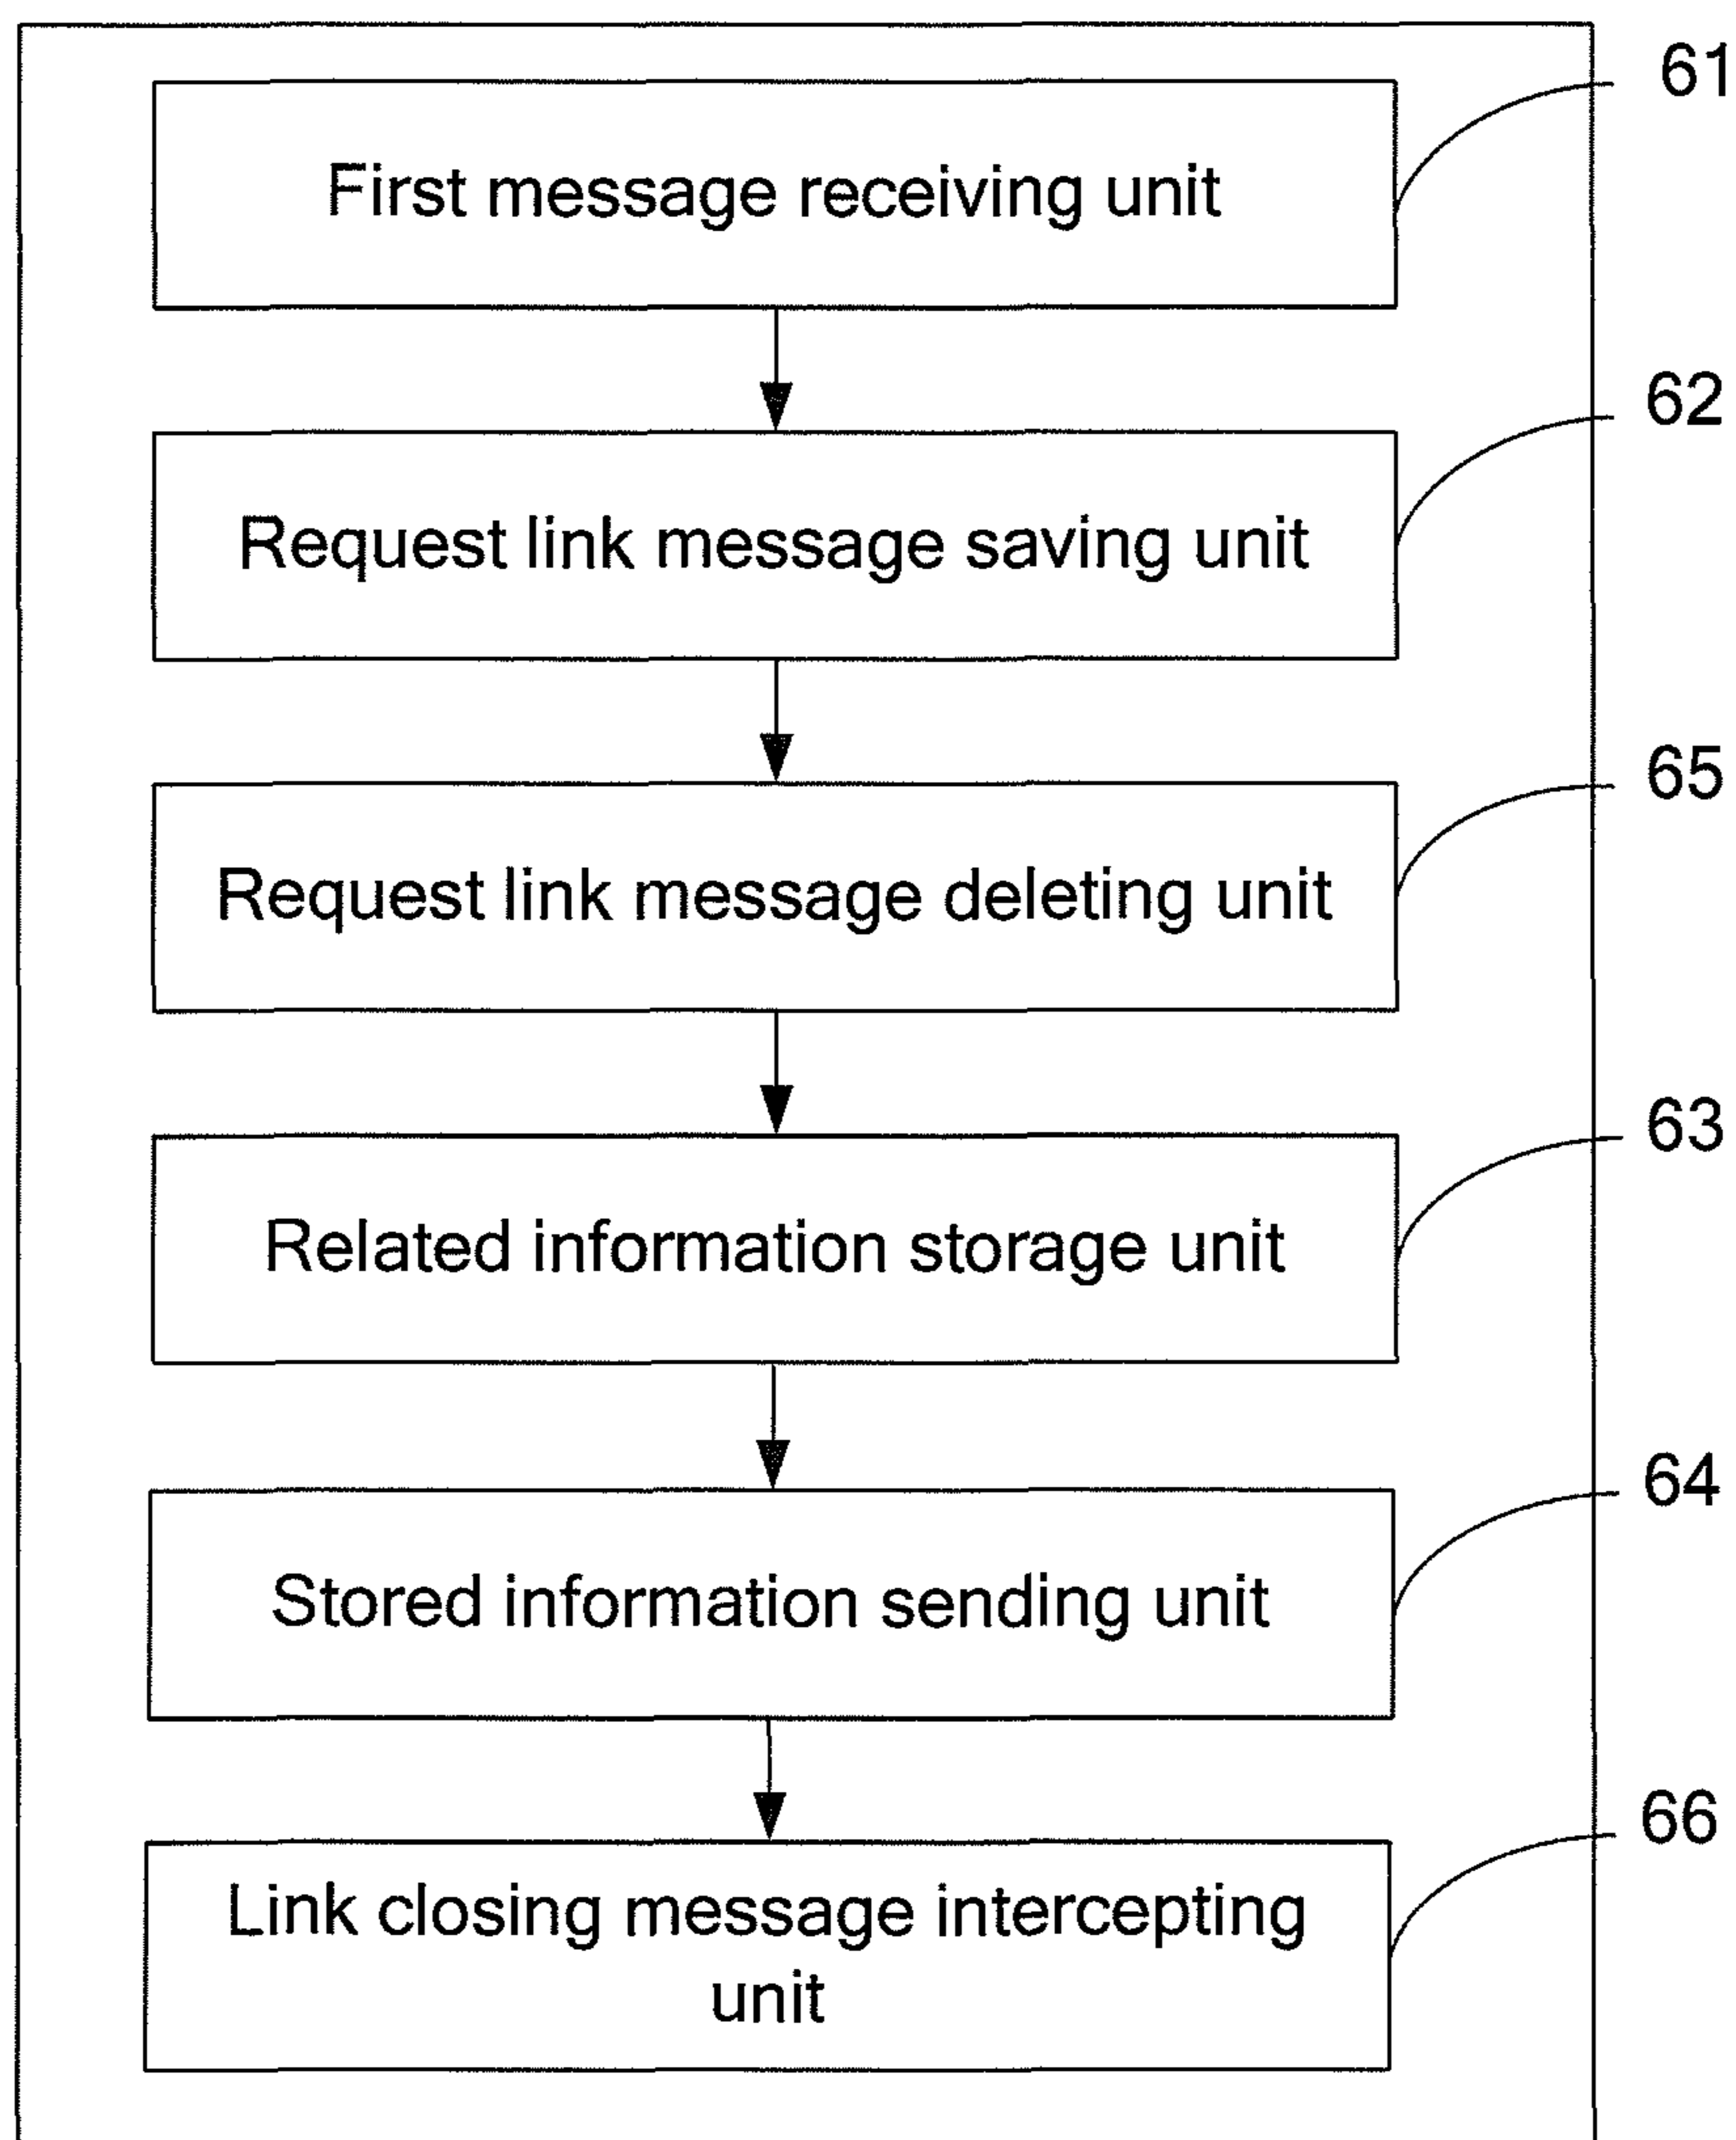 61
First message receiving unit
62
Request link message saving unit
65
Request link message deleting unit
63
Related information storage unit
64
Stored information sending unit
66
Link closing message intercepting
unit